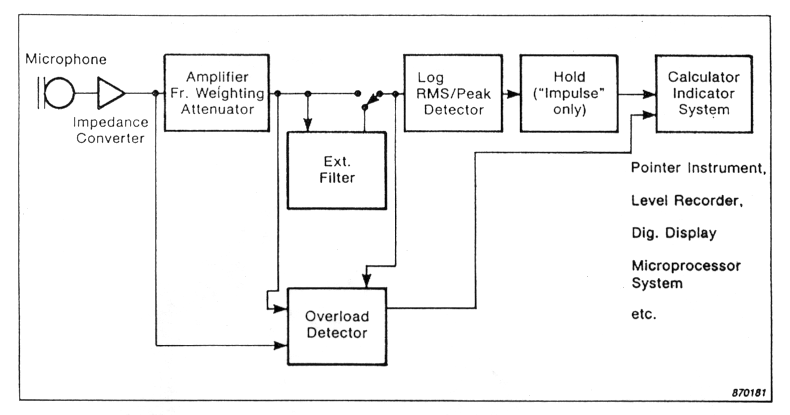 Microphone
Impedance
Converter
Amplifier
Fr. Weighting
Attenuator
Ext.
Filter
Log
RMS/Peak
Detector
Hold
("Impulse"
only)
Calculator
Indicator
System
Overload
Detector
Pointer Instrument,
Level Recorder,
Dig. Display
Microprocessor
System
etc.
870181